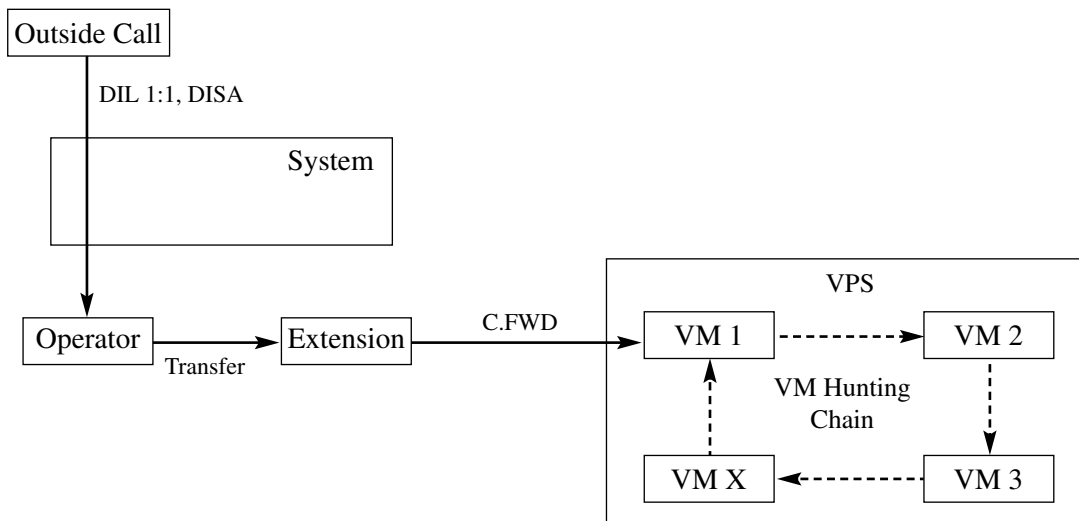 Outside Call
DIL 1:1, DISA
System
VPS
Operator
Transfer
Extension
C.FWD
VM 1
VM 2
VM Hunting
Chain
VM X
VM 3